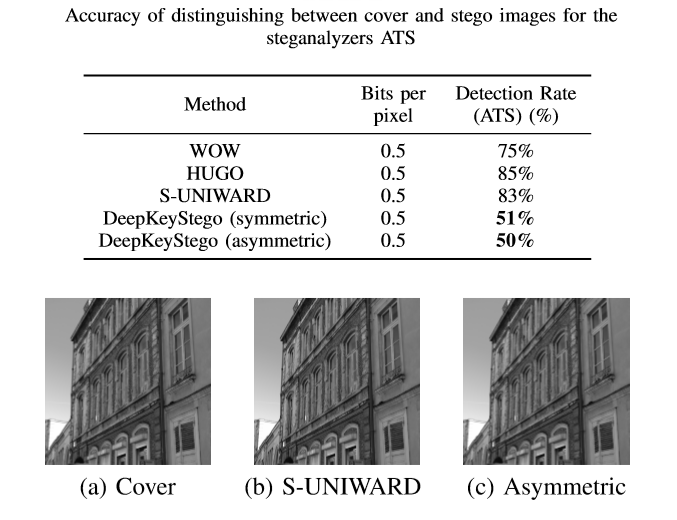 Accuracy of distinguishing between cover and stego images for the
steganalyzers ATS
Method Bits per pixel Detection Rate (ATS) (%)
WOW 0.5 75%
HUGO 0.5 85%
S-UNIWARD 0.5 83%
DeepKeyStego (symmetric) 0.5 51%
DeepKeyStego (asymmetric) 0.5 50%
(a) Cover (b) S-UNIWARD (c) Asymmetric